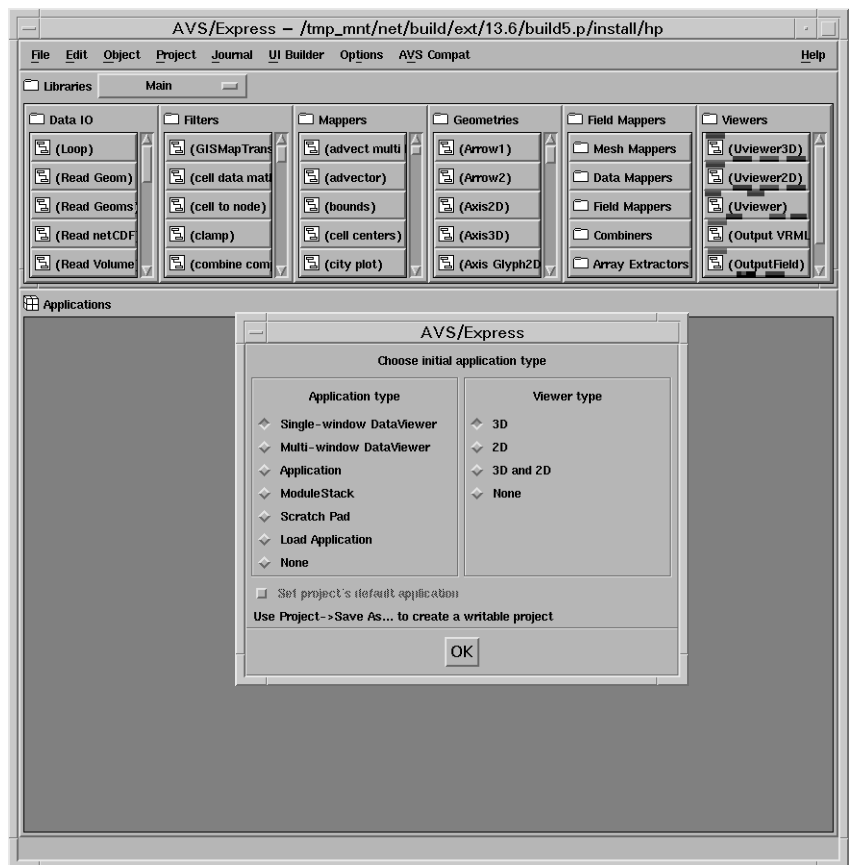 AVS/Express – /tmp_mnt/net/build/ext/13.6/build5.p/install/hp
File Edit Object Project Journal UI Builder Options AVS Compat Help
Libraries Main
Data IO Filters Mappers Geometries Field Mappers Viewers
(Loop) (GISMapTrans (advect multi (Arrow1) Mesh Mappers (Uviewer3D)
(Read Geom) (cell data mat (advector) (Arrow2) Data Mappers (Uviewer2D)
(Read Geoms) (cell to node) (bounds) (Axis2D) Field Mappers (Uviewer)
(Read netCDF (clamp) (cell centers) (Axis3D) Combiners (Output VRML
(Read Volume (combine com (city plot) (Axis Glyph2D Array Extractors (OutputField)
Applications
AVS/Express
Choose initial application type
Application type Viewer type
Single-window DataViewer 3D
Multi-window DataViewer 2D
Application 3D and 2D
ModuleStack None
Scratch Pad
Load Application
None
Set project's default application
Use Project->Save As... to create a writable project
OK